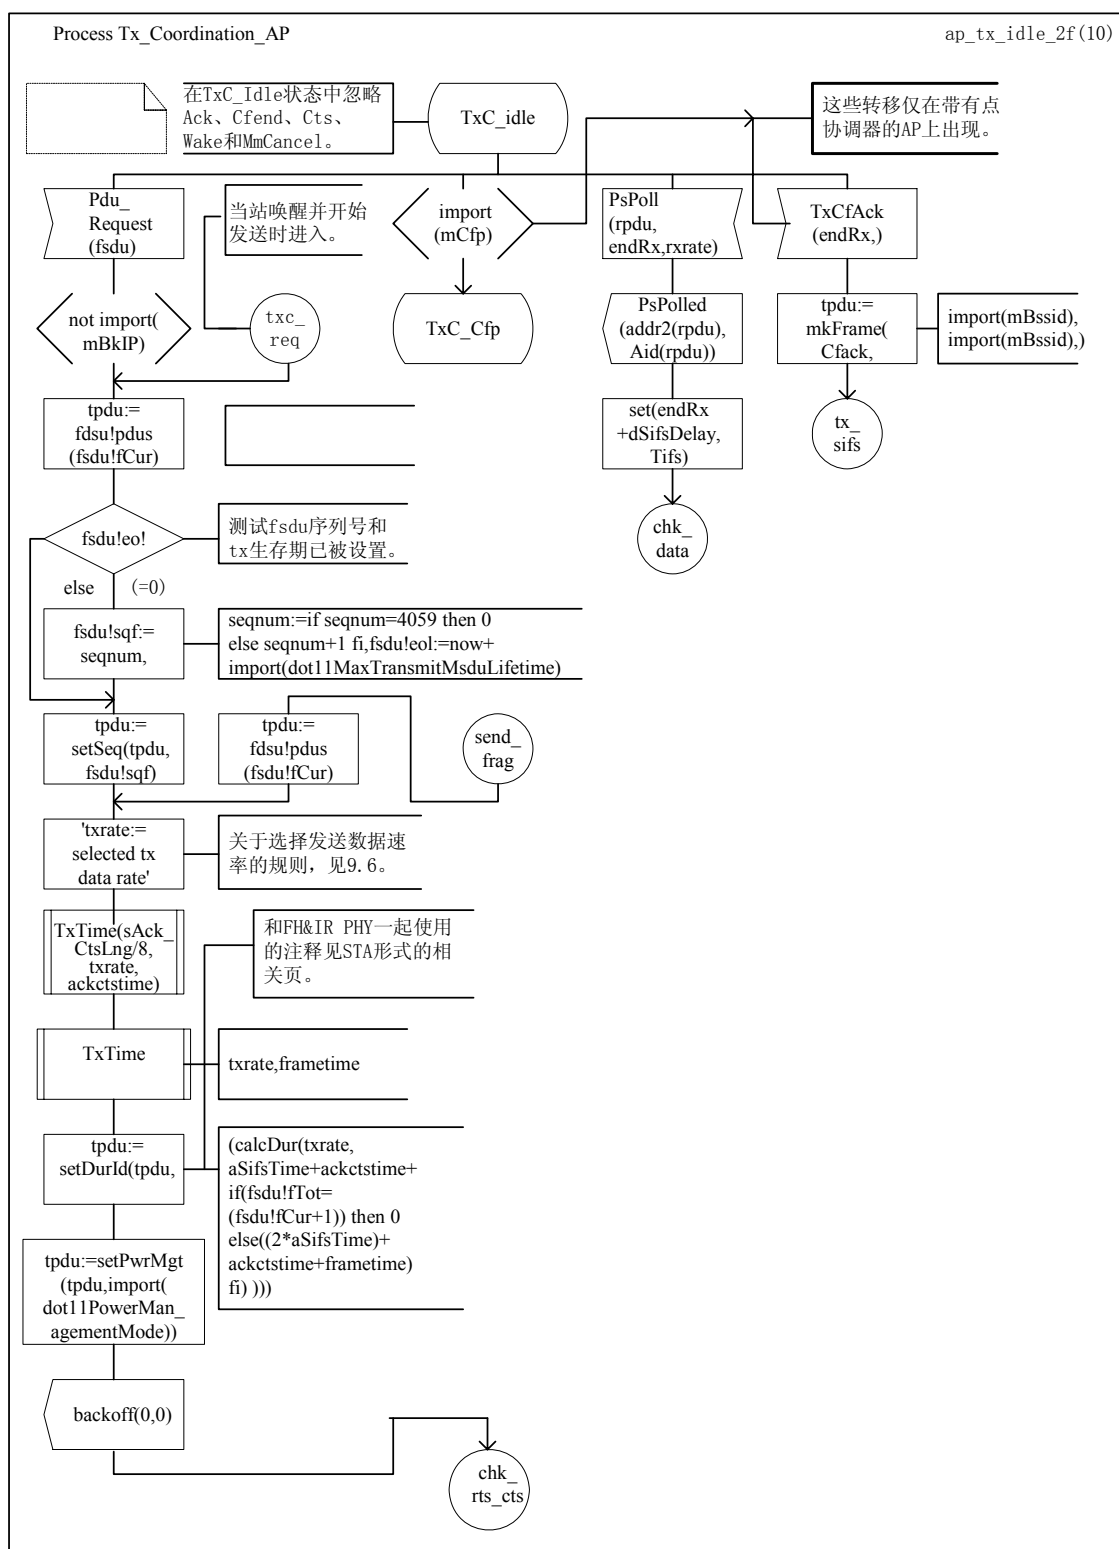 Process Tx_Coordination_AP
ap_tx_idle_2f(10)
在TxC_Idle状态中忽略
Ack、Cfend、Cts、
Wake和MmCancel。
TxC_idle
这些转移仅在带有点
协调器的AP上出现。
Pdu_
Request
(fsdu)
当站唤醒并开始
发送时进入。
import
(mCfp)
PsPoll
(rpdu,
endRx,rxrate)
TxCfAck
(endRx,)
not import(
mBkIP)
txc_
req
TxC_Cfp
PsPolled
(addr2(rpdu),
Aid(rpdu))
tpdu:=
mkFrame(
Cfack,
import(mBssid),
import(mBssid),)
tpdu:=
fdsu!pdus
(fsdu!fCur)
set(endRx
+dSifsDelay,
Tifs)
tx_
sifs
fsdu!eo!
测试fsdu序列号和
tx生存期已被设置。
chk_
data
else
(=0)
fsdu!sqf:=
seqnum,
seqnum:=if seqnum=4059 then 0
else seqnum+1 fi,fsdu!eol:=now+
import(dot11MaxTransmitMsduLifetime)
tpdu:=
setSeq(tpdu,
fsdu!sqf)
tpdu:=
fdsu!pdus
(fsdu!fCur)
send_
frag
'txrate:=
selected tx
data rate'
关于选择发送数据速
率的规则，见9.6。
TxTime(sAck_
CtsLng/8,
txrate,
ackctstime)
和FH&IR PHY一起使用
的注释见STA形式的相
关页。
TxTime
txrate,frametime
tpdu:=
setDurId(tpdu,
(calcDur(txrate,
aSifsTime+ackctstime+
if(fsdu!fTot=
(fsdu!fCur+1)) then 0
else((2*aSifsTime)+
ackctstime+frametime)
fi) )))
tpdu:=setPwrMgt
(tpdu,import(
dot11PowerMan_
agementMode))
backoff(0,0)
chk_
rts_cts